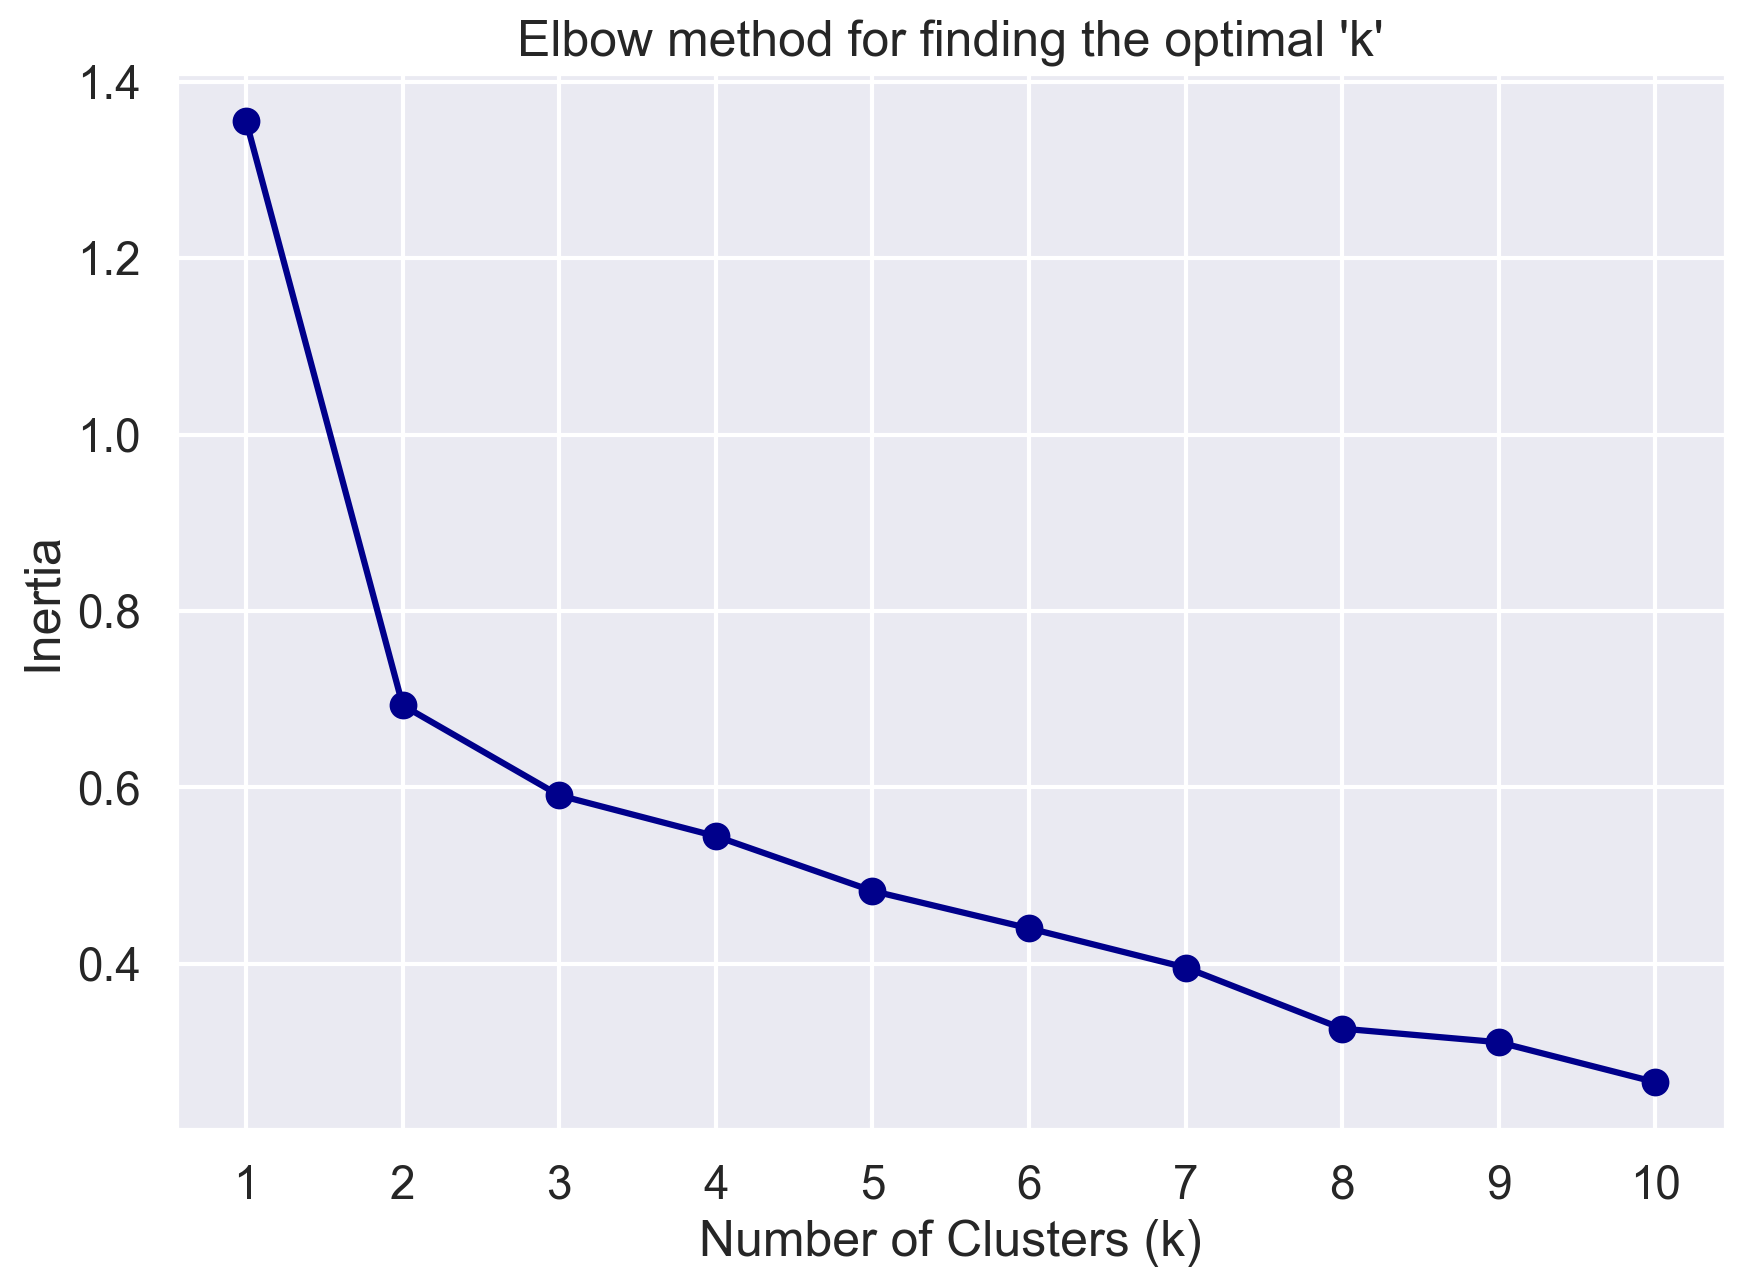 Elbow method for finding the optimal 'k'
1.4
1.2
1.0
0.8
0.6
0.4
Inertia
1 2 3 4 5 6 7 8 9 10
Number of Clusters (k)